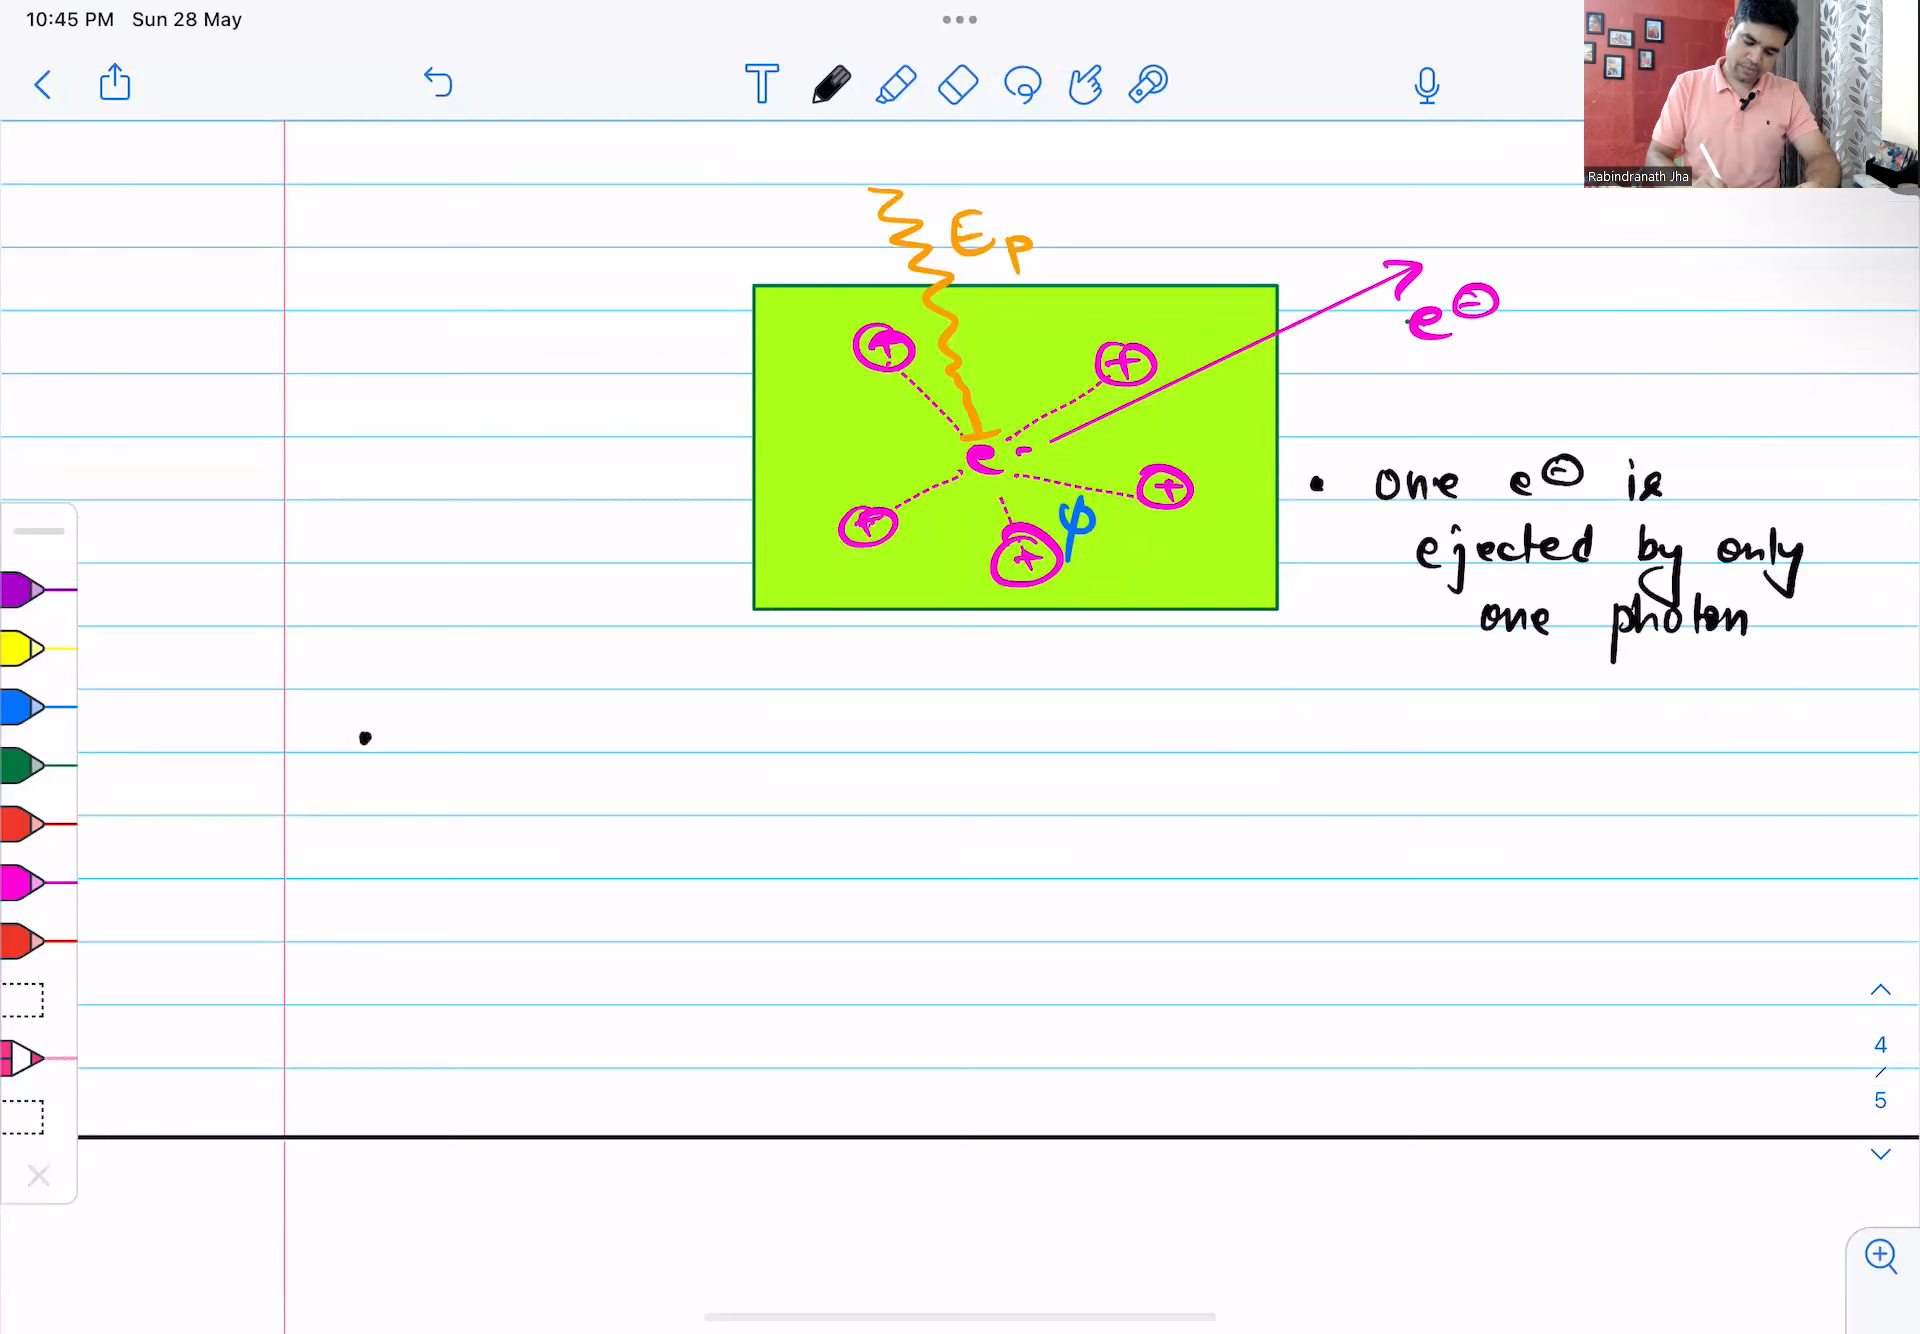 10:45 PM Sun 28 May
T
Rabindranath Jha
Ep
e⊖
+
+
e-
+
+
+
φ
• one e⊖ is
ejected by only
one photon
4
/
5